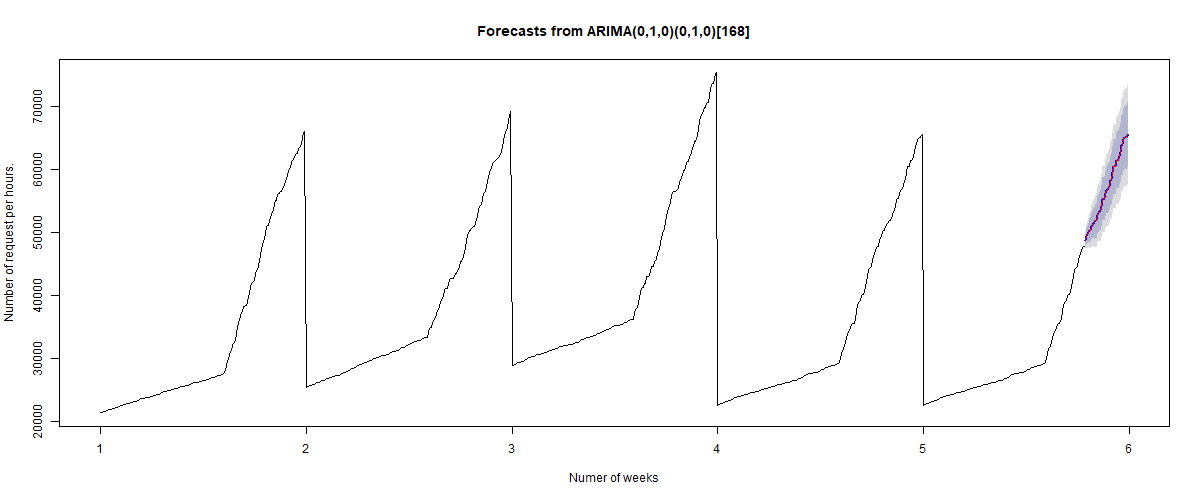 Forecasts from ARIMA(0,1,0)(0,1,0)[168]
Number of request per hours.
70000
60000
50000
40000
30000
20000
1 2 3 4 5 6
Numer of weeks